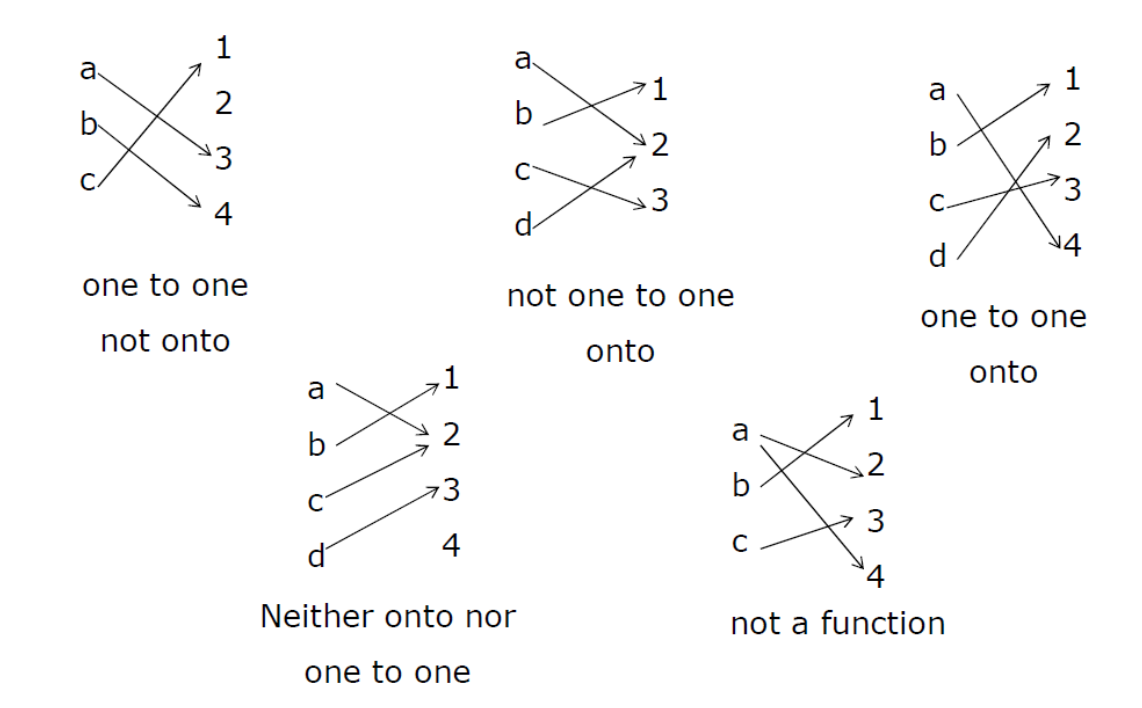 a
b
c
1
2
3
4
one to one
not onto
a
b
c
d
1
2
3
not one to one
onto
a
b
c
d
1
2
3
4
one to one
onto
a
b
c
d
1
2
3
4
Neither onto nor
one to one
a
b
c
1
2
3
4
not a function